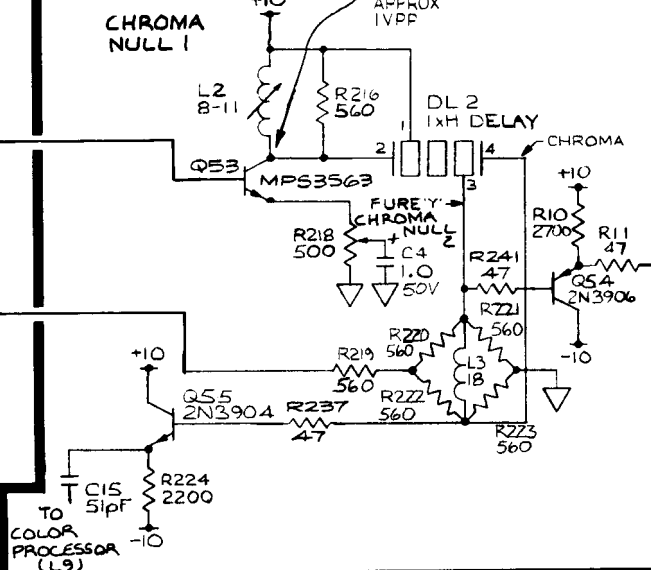 +10
APPROX
1VPP
CHROMA
NULL 1
L2
8-11
R216
560
DL 2
1xH DELAY
1
2
4
3
CHROMA
Q53
MPS3563
+10
PURE "Y"
CHROMA
NULL
2
R10
2700
R11
47
R218
500
+
C4
1.0
50V
R241
47
Q54
2N3906
R221
560
R220
560
+10
R219
560
L3
18
-10
Q55
2N3904
R237
47
R222
560
R223
560
C15
51pF
R224
2200
TO
COLOR
PROCESSOR
(L9)
-10